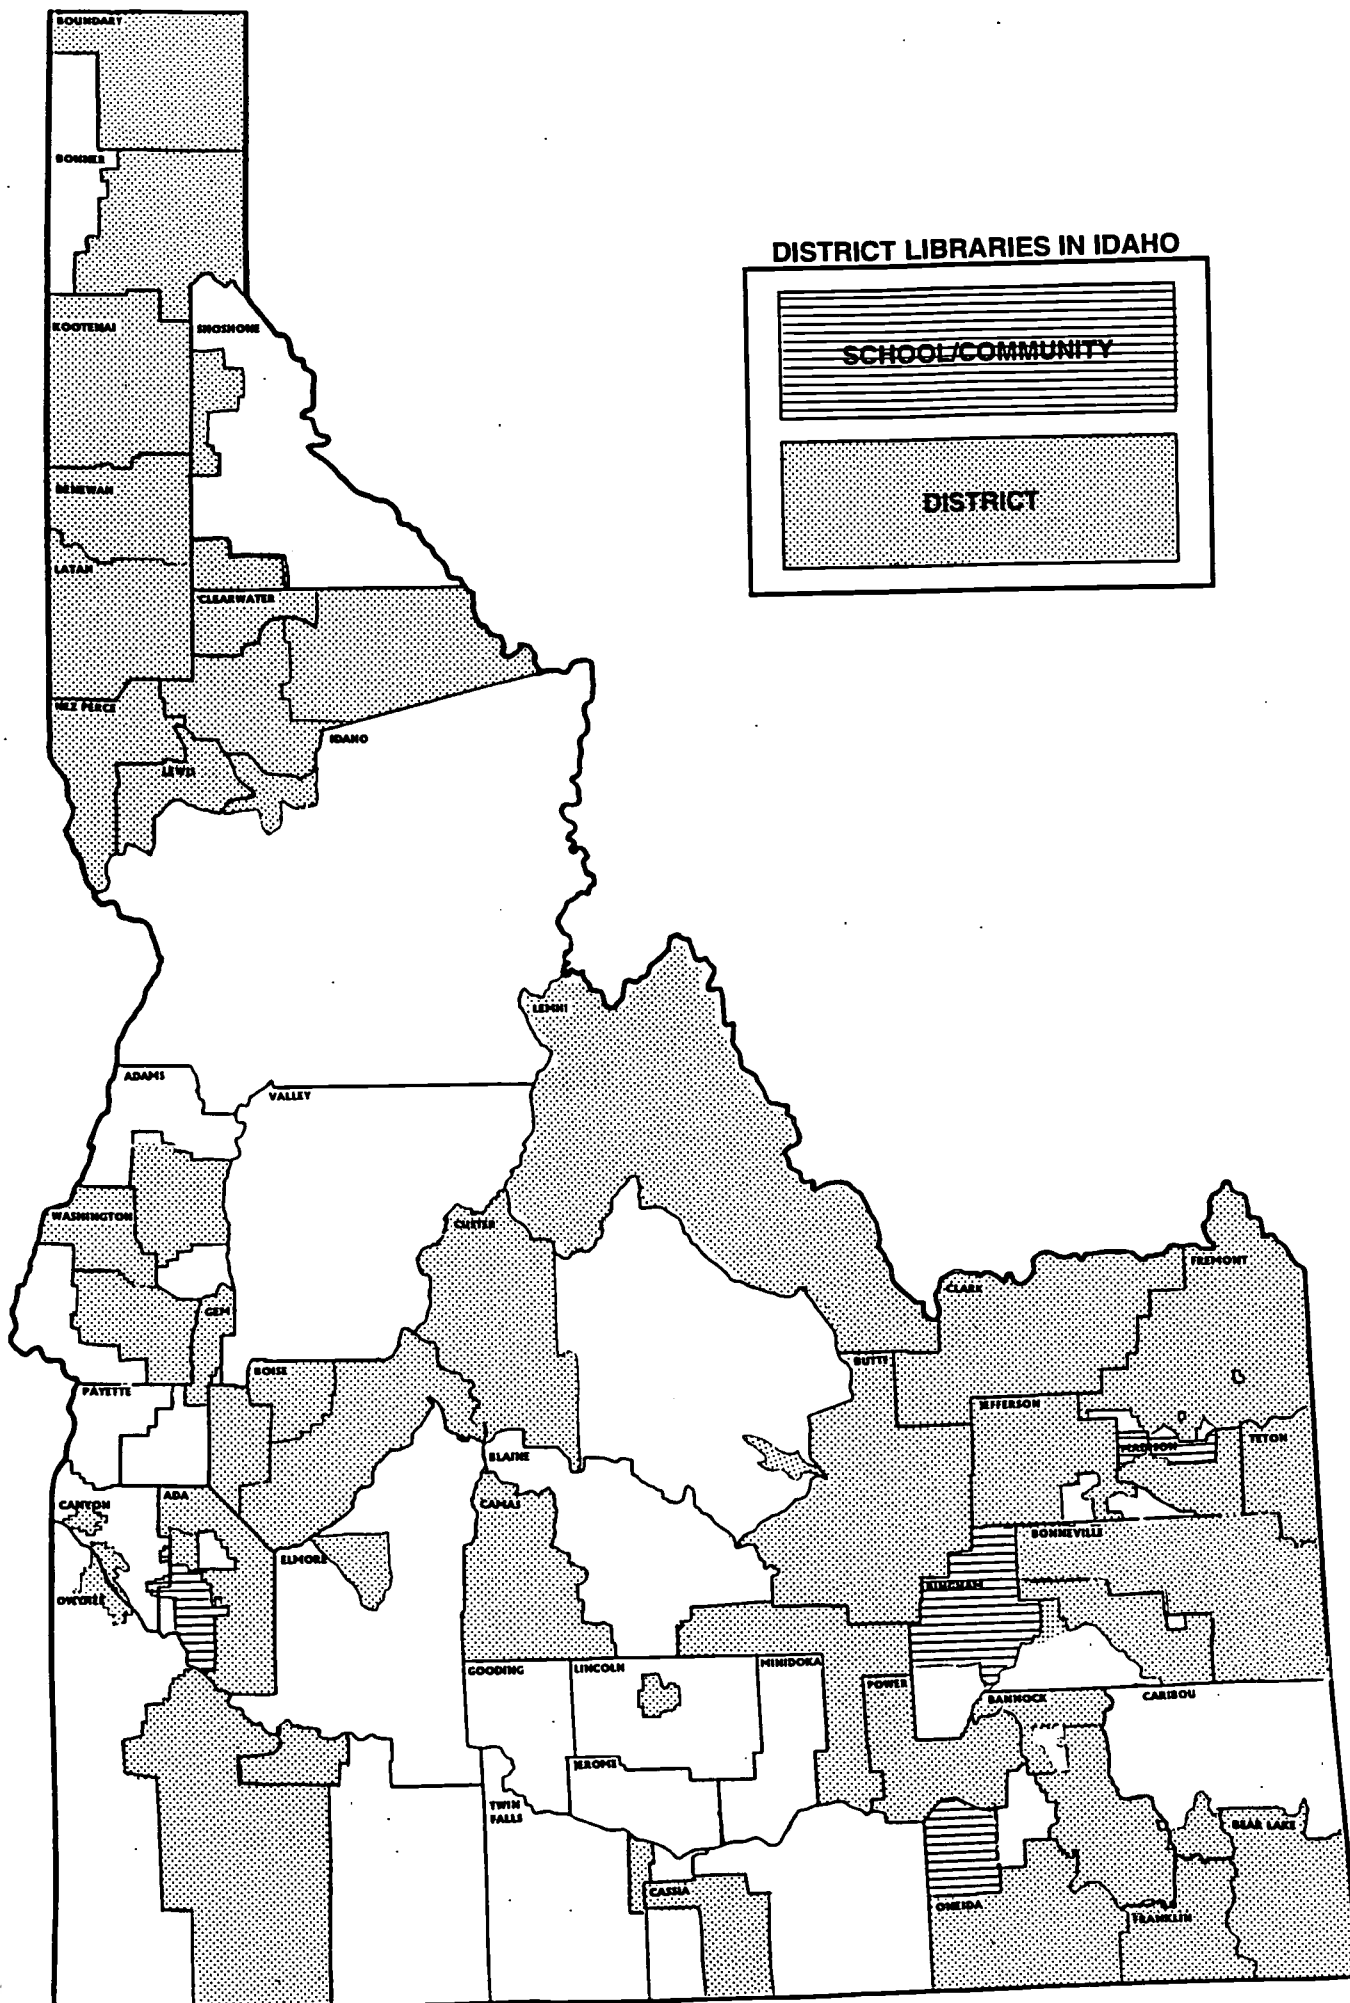 BOUNDARY
BONNER
DISTRICT LIBRARIES IN IDAHO
KOOTENAI
SHOSHONE
SCHOOL/COMMUNITY
BENEWAH
DISTRICT
LATAH
CLEARWATER
NEZ PERCE
IDAHO
LEWIS
LEMHI
ADAMS
VALLEY
WASHINGTON
CUSTER
FREMONT
CLARK
GEM
BUTTE
BOISE
PAYETTE
JEFFERSON
TETON
MADISON
BLAINE
ADA
CANYON
CAMAS
BONNEVILLE
ELMORE
BINGHAM
OWYHEE
GOODING
LINCOLN
MINIDOKA
POWER
BANNOCK
CARIBOU
JEROME
TWIN
FALLS
BEAR LAKE
CASSIA
ONEIDA
FRANKLIN